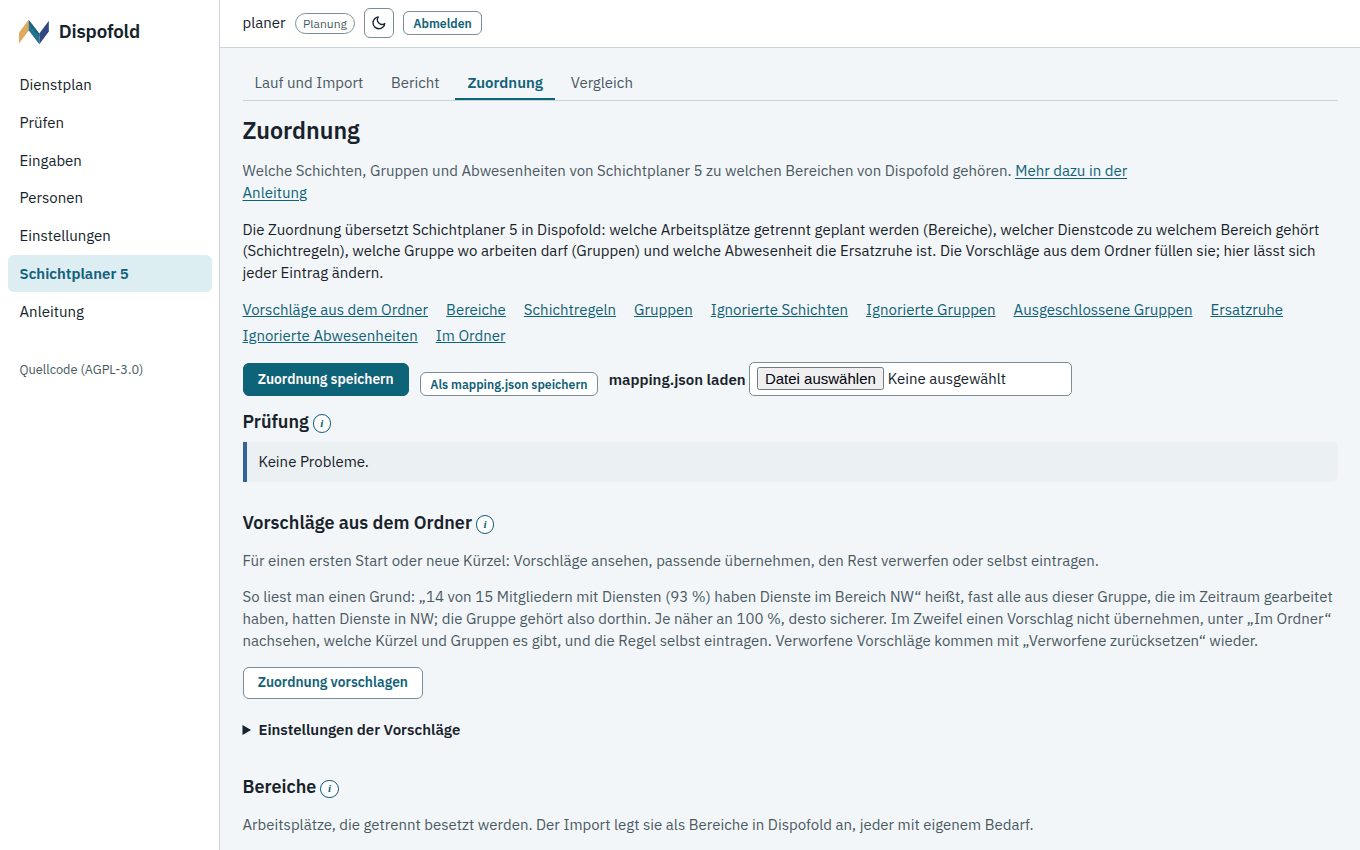 Dispofold
Dienstplan
Prüfen
Eingaben
Personen
Einstellungen
Schichtplaner 5
Anleitung
Quellcode (AGPL-3.0)
planer Planung Abmelden
Lauf und Import Bericht Zuordnung Vergleich
Zuordnung
Welche Schichten, Gruppen und Abwesenheiten von Schichtplaner 5 zu welchen Bereichen von Dispofold gehören. Mehr dazu in der
Anleitung
Die Zuordnung übersetzt Schichtplaner 5 in Dispofold: welche Arbeitsplätze getrennt geplant werden (Bereiche), welcher Dienstcode zu welchem Bereich gehört
(Schichtregeln), welche Gruppe wo arbeiten darf (Gruppen) und welche Abwesenheit die Ersatzruhe ist. Die Vorschläge aus dem Ordner füllen sie; hier lässt sich
jeder Eintrag ändern.
Vorschläge aus dem Ordner Bereiche Schichtregeln Gruppen Ignorierte Schichten Ignorierte Gruppen Ausgeschlossene Gruppen Ersatzruhe
Ignorierte Abwesenheiten Im Ordner
Zuordnung speichern Als mapping.json speichern mapping.json laden Datei auswählen Keine ausgewählt
Prüfung i
Keine Probleme.
Vorschläge aus dem Ordner i
Für einen ersten Start oder neue Kürzel: Vorschläge ansehen, passende übernehmen, den Rest verwerfen oder selbst eintragen.
So liest man einen Grund: „14 von 15 Mitgliedern mit Diensten (93 %) haben Dienste im Bereich NW“ heißt, fast alle aus dieser Gruppe, die im Zeitraum gearbeitet
haben, hatten Dienste in NW; die Gruppe gehört also dorthin. Je näher an 100 %, desto sicherer. Im Zweifel einen Vorschlag nicht übernehmen, unter „Im Ordner“
nachsehen, welche Kürzel und Gruppen es gibt, und die Regel selbst eintragen. Verworfene Vorschläge kommen mit „Verworfene zurücksetzen“ wieder.
Zuordnung vorschlagen
Einstellungen der Vorschläge
Bereiche i
Arbeitsplätze, die getrennt besetzt werden. Der Import legt sie als Bereiche in Dispofold an, jeder mit eigenem Bedarf.